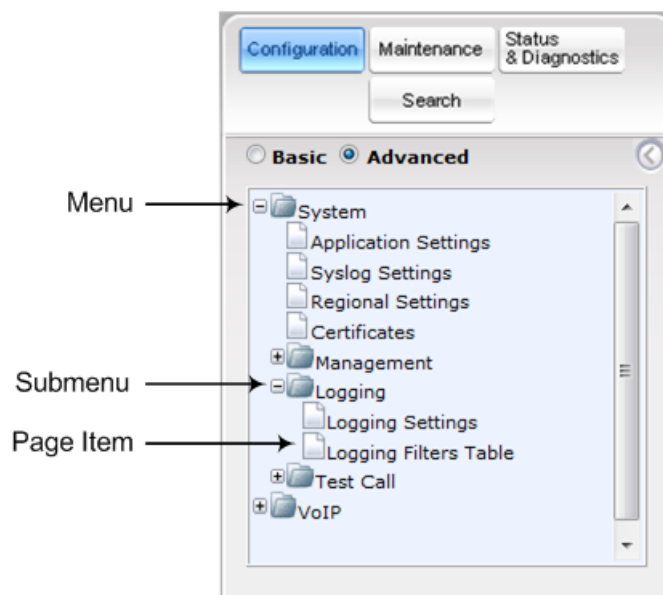 Configuration
Maintenance
Status
& Diagnostics
Search
Basic Advanced
Menu
System
Application Settings
Syslog Settings
Regional Settings
Certificates
Management
Submenu
Logging
Logging Settings
Page Item
Logging Filters Table
Test Call
VoIP